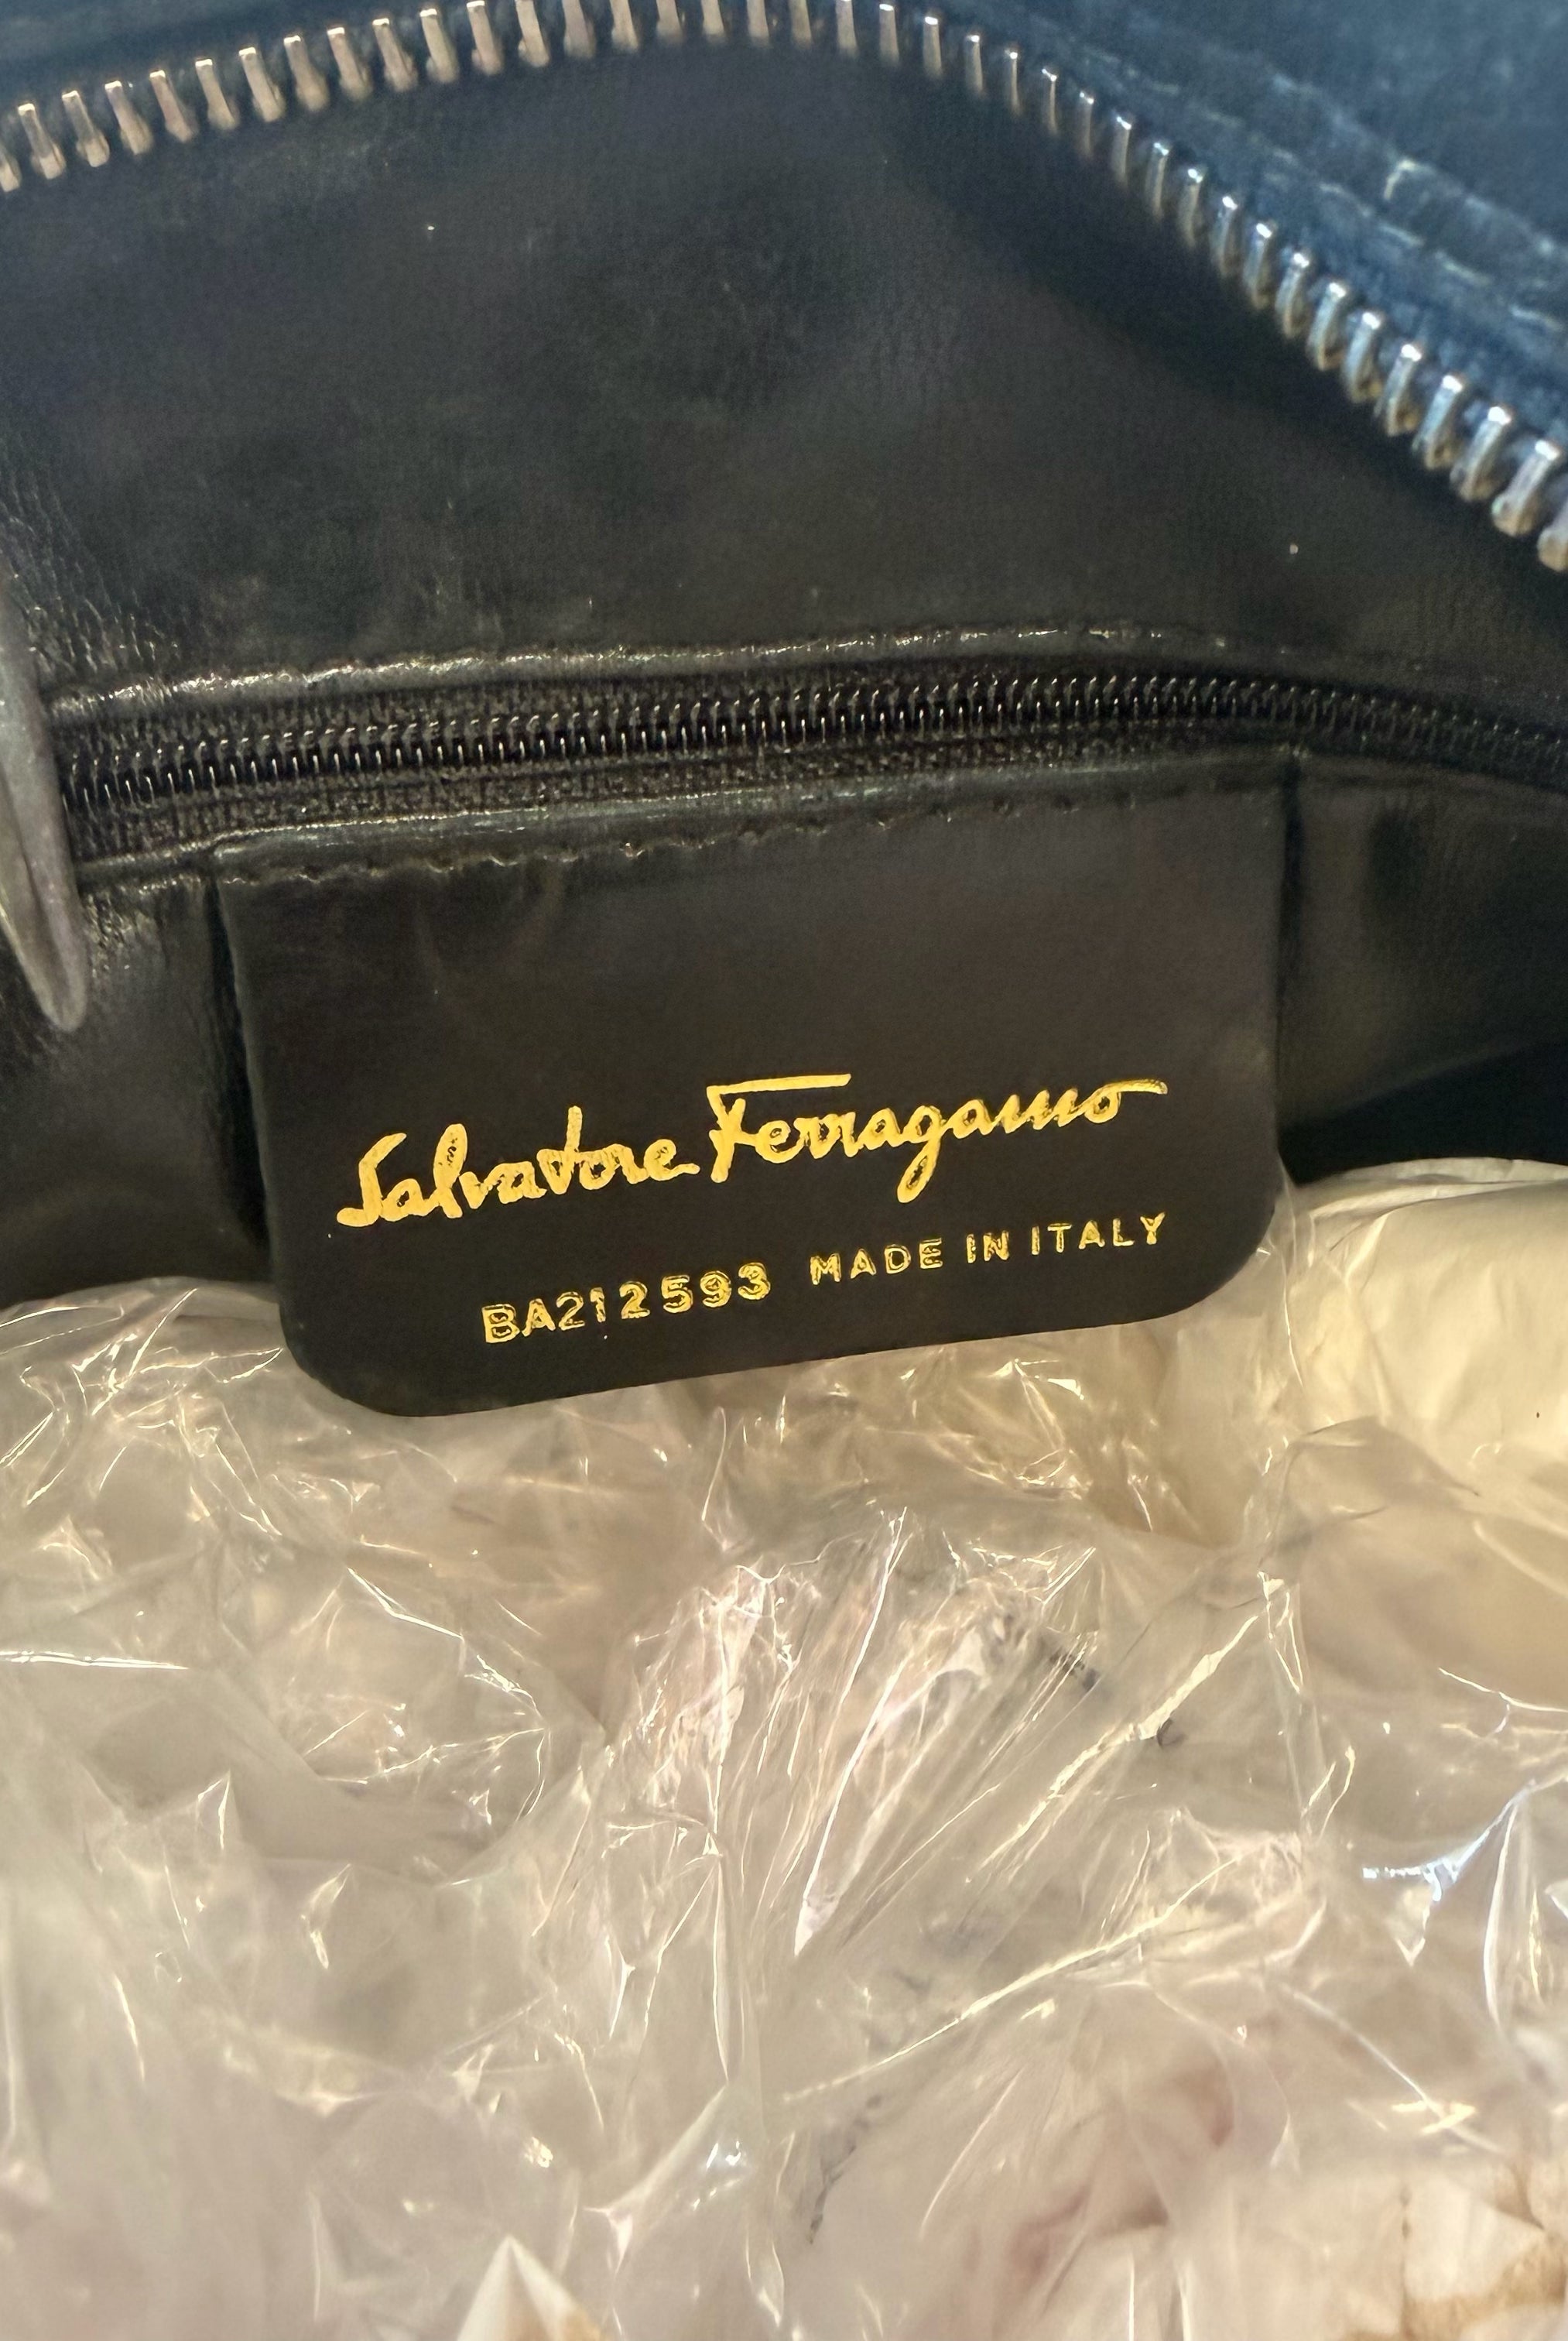 Salvatore Ferragamo
BA212593 MADE IN ITALY